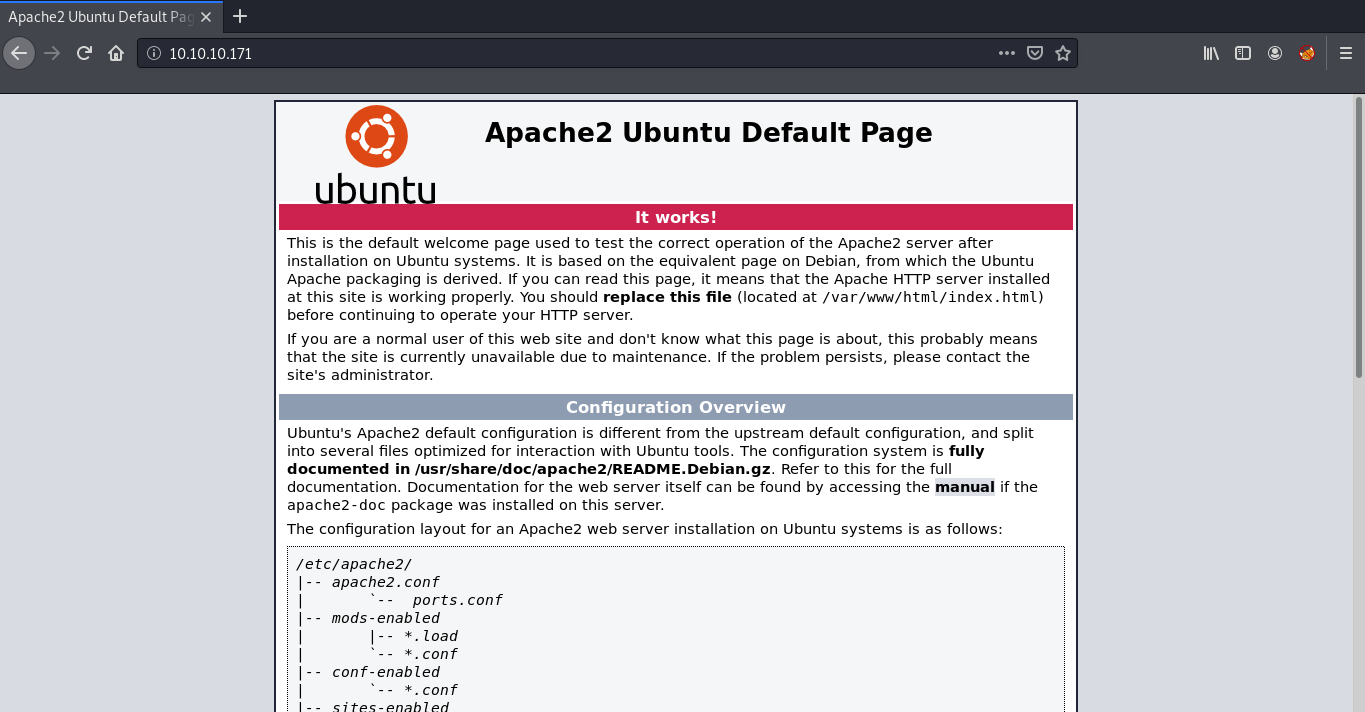 Apache2 Ubuntu Default Pag
10.10.10.171
ubuntu
Apache2 Ubuntu Default Page
It works!
This is the default welcome page used to test the correct operation of the Apache2 server after
installation on Ubuntu systems. It is based on the equivalent page on Debian, from which the Ubuntu
Apache packaging is derived. If you can read this page, it means that the Apache HTTP server installed
at this site is working properly. You should replace this file (located at /var/www/html/index.html)
before continuing to operate your HTTP server.
If you are a normal user of this web site and don't know what this page is about, this probably means
that the site is currently unavailable due to maintenance. If the problem persists, please contact the
site's administrator.
Configuration Overview
Ubuntu's Apache2 default configuration is different from the upstream default configuration, and split
into several files optimized for interaction with Ubuntu tools. The configuration system is fully
documented in /usr/share/doc/apache2/README.Debian.gz. Refer to this for the full
documentation. Documentation for the web server itself can be found by accessing the manual if the
apache2-doc package was installed on this server.
The configuration layout for an Apache2 web server installation on Ubuntu systems is as follows:
/etc/apache2/
|-- apache2.conf
|       `--  ports.conf
|-- mods-enabled
|       |-- *.load
|       `-- *.conf
|-- conf-enabled
|       `-- *.conf
|-- sites-enabled